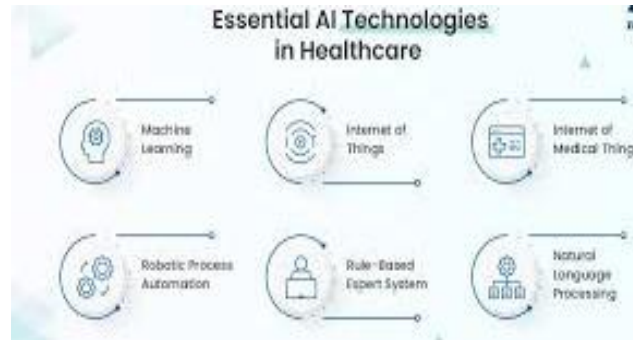 Essential AI Technologies
in Healthcare
Machine
Learning
Internet of
Things
Internet of
Medical Thing
Robotic Process
Automation
Rule-Based
Expert System
Natural
Language
Processing